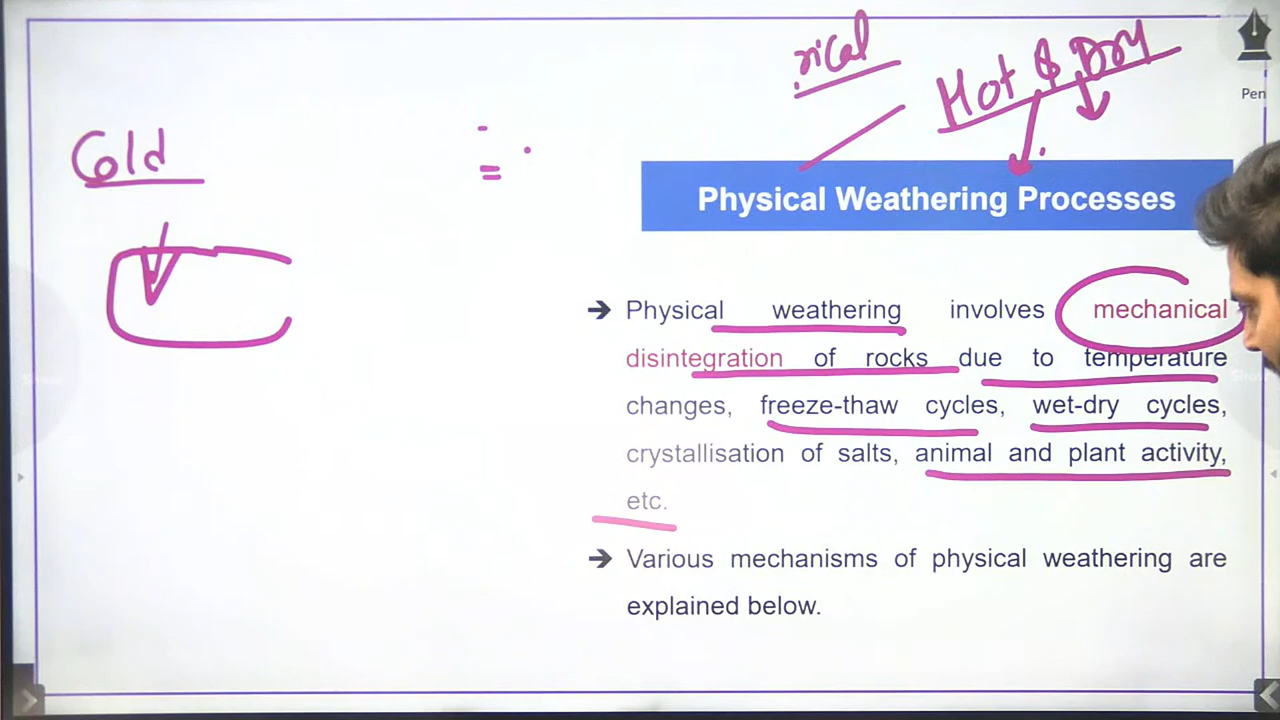 rical
Hot & Dry
Pen
Cold
Physical Weathering Processes
➔ Physical weathering involves mechanical
disintegration of rocks due to temperature
changes, freeze-thaw cycles, wet-dry cycles,
crystallisation of salts, animal and plant activity,
etc.
➔ Various mechanisms of physical weathering are
explained below.